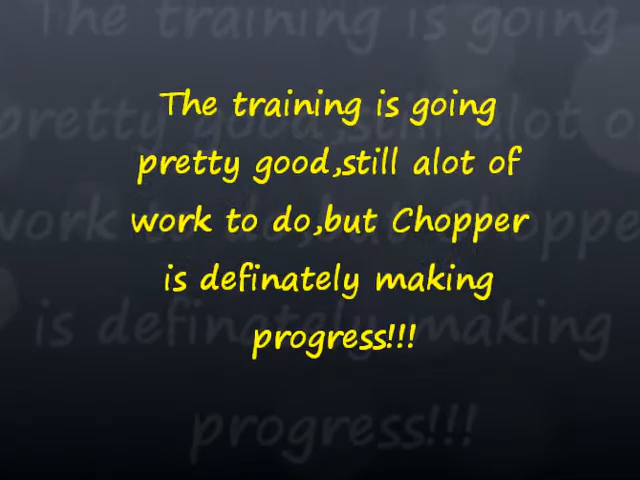 The training is going
pretty good,still alot of
work to do,but Chopper
is definately making
progress!!!